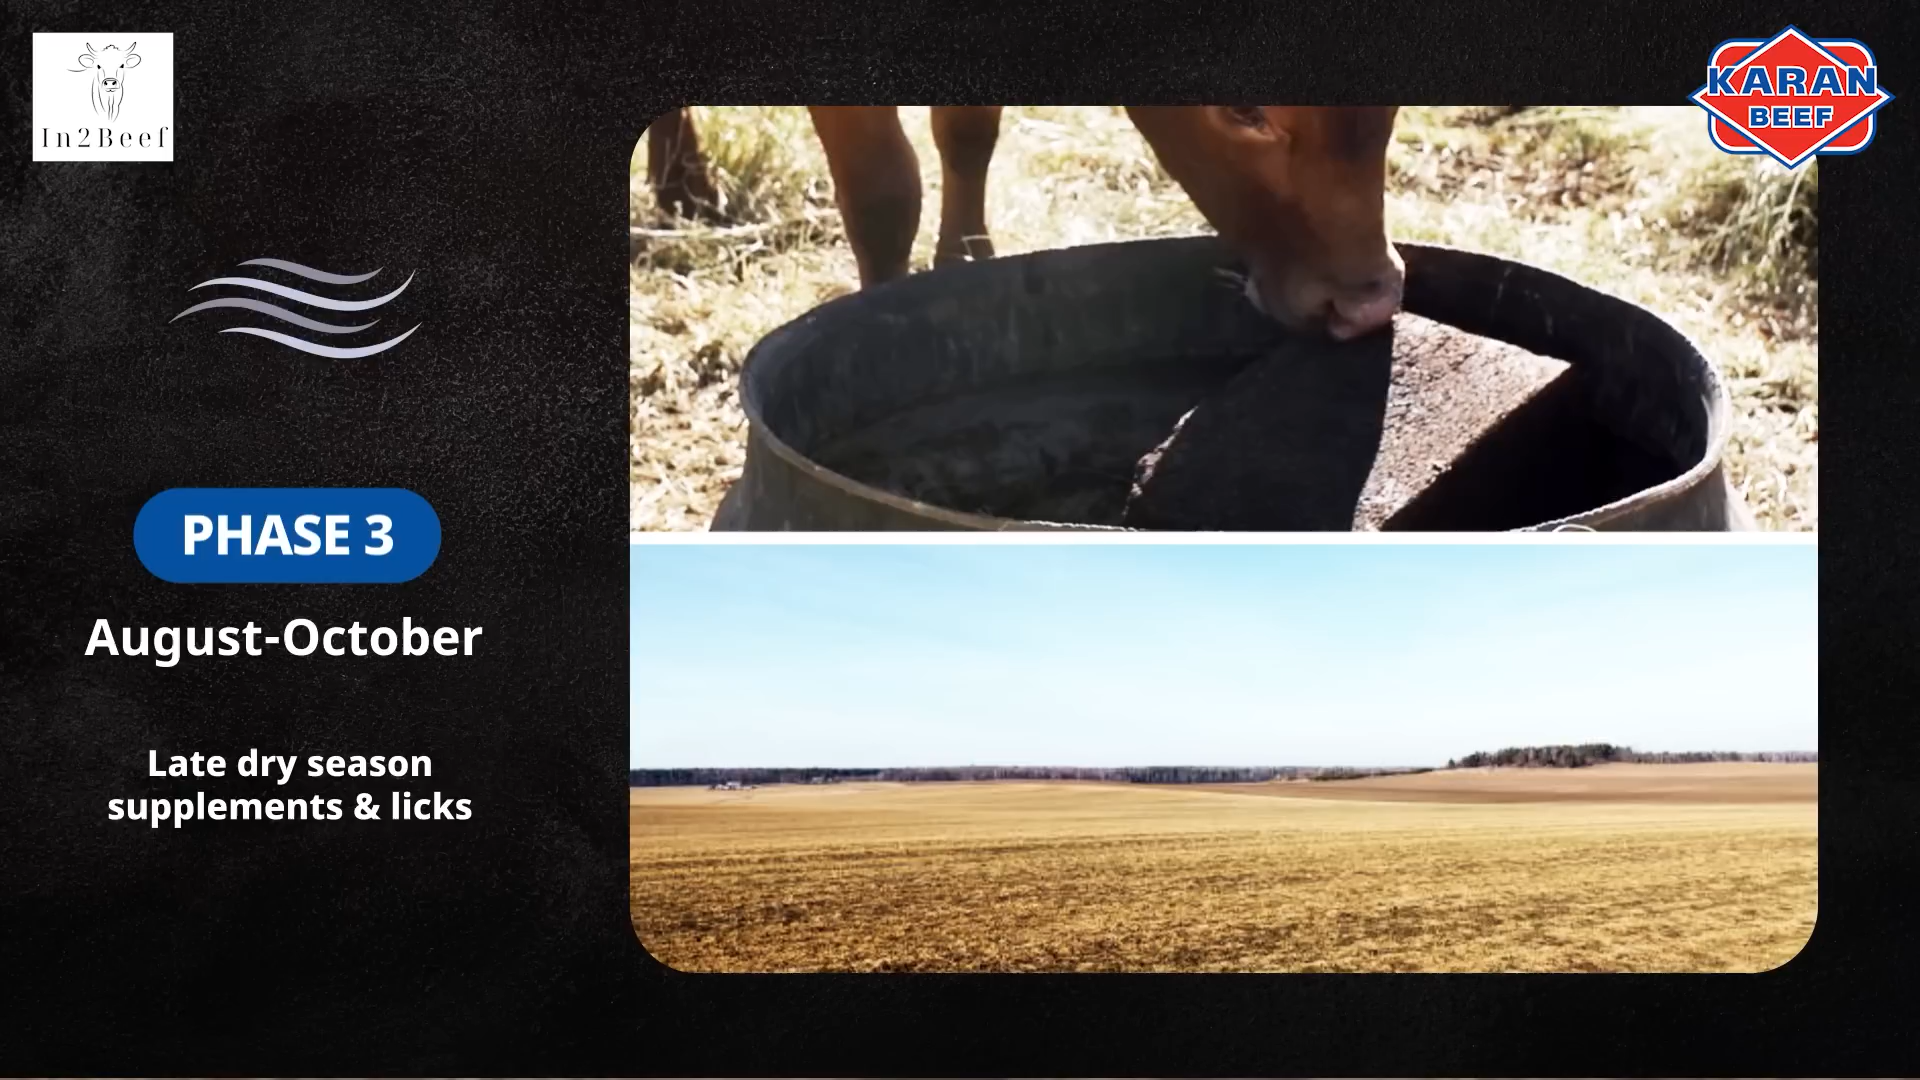 In2Beef
KARAN
BEEF
PHASE 3
August-October
Late dry season
supplements & licks